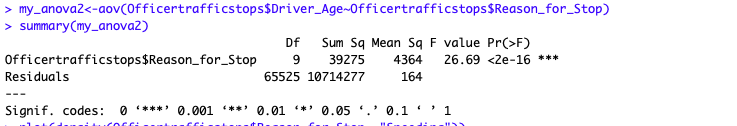 > my_anova2<-aov(Officertrafficstops$Driver_Age~Officertrafficstops$Reason_for_Stop)
> summary(my_anova2)
Df Sum Sq Mean Sq F value Pr(>F)
Officertrafficstops$Reason_for_Stop 9 39275 4364 26.69 <2e-16 ***
Residuals 65525 10714277 164
---
Signif. codes: 0 ‘***’ 0.001 ‘**’ 0.01 ‘*’ 0.05 ‘.’ 0.1 ‘ ’ 1